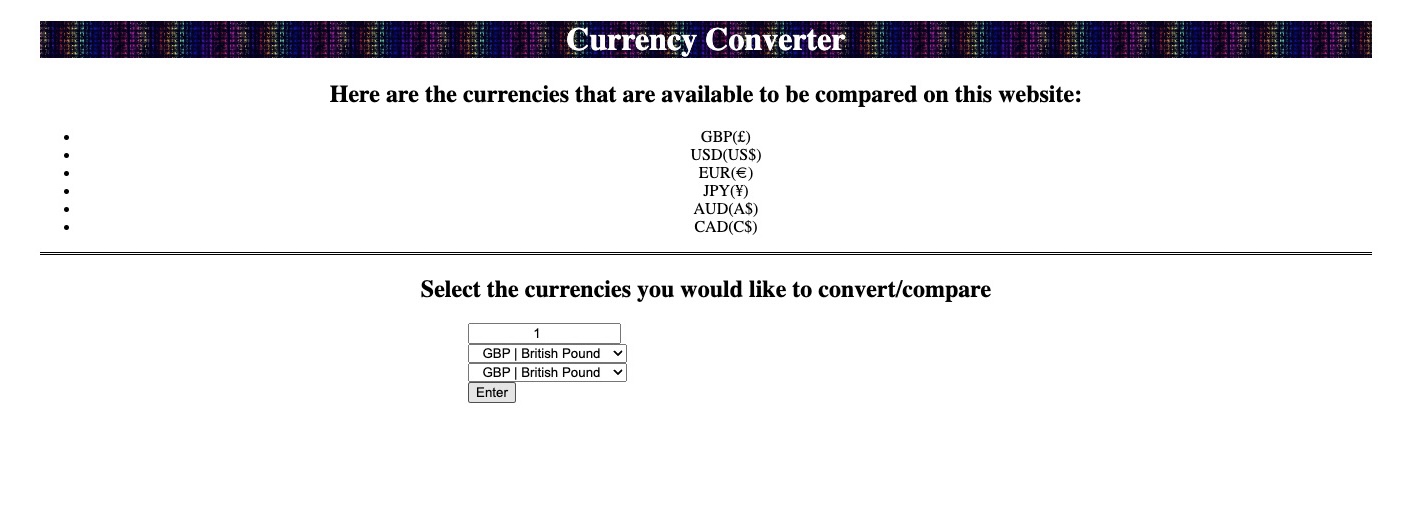 Currency Converter
Here are the currencies that are available to be compared on this website:
GBP(£)
USD(US$)
EUR(€)
JPY(¥)
AUD(A$)
CAD(C$)
Select the currencies you would like to convert/compare
1
GBP | British Pound
GBP | British Pound
Enter